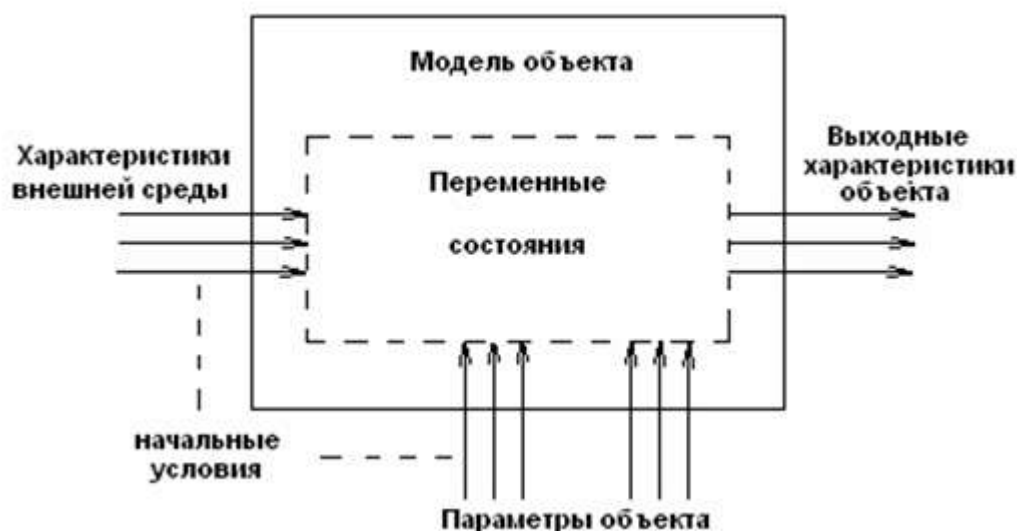 Модель объекта
Характеристики
внешней среды
Переменные
состояния
Выходные
характеристики
объекта
начальные
условия
Параметры объекта